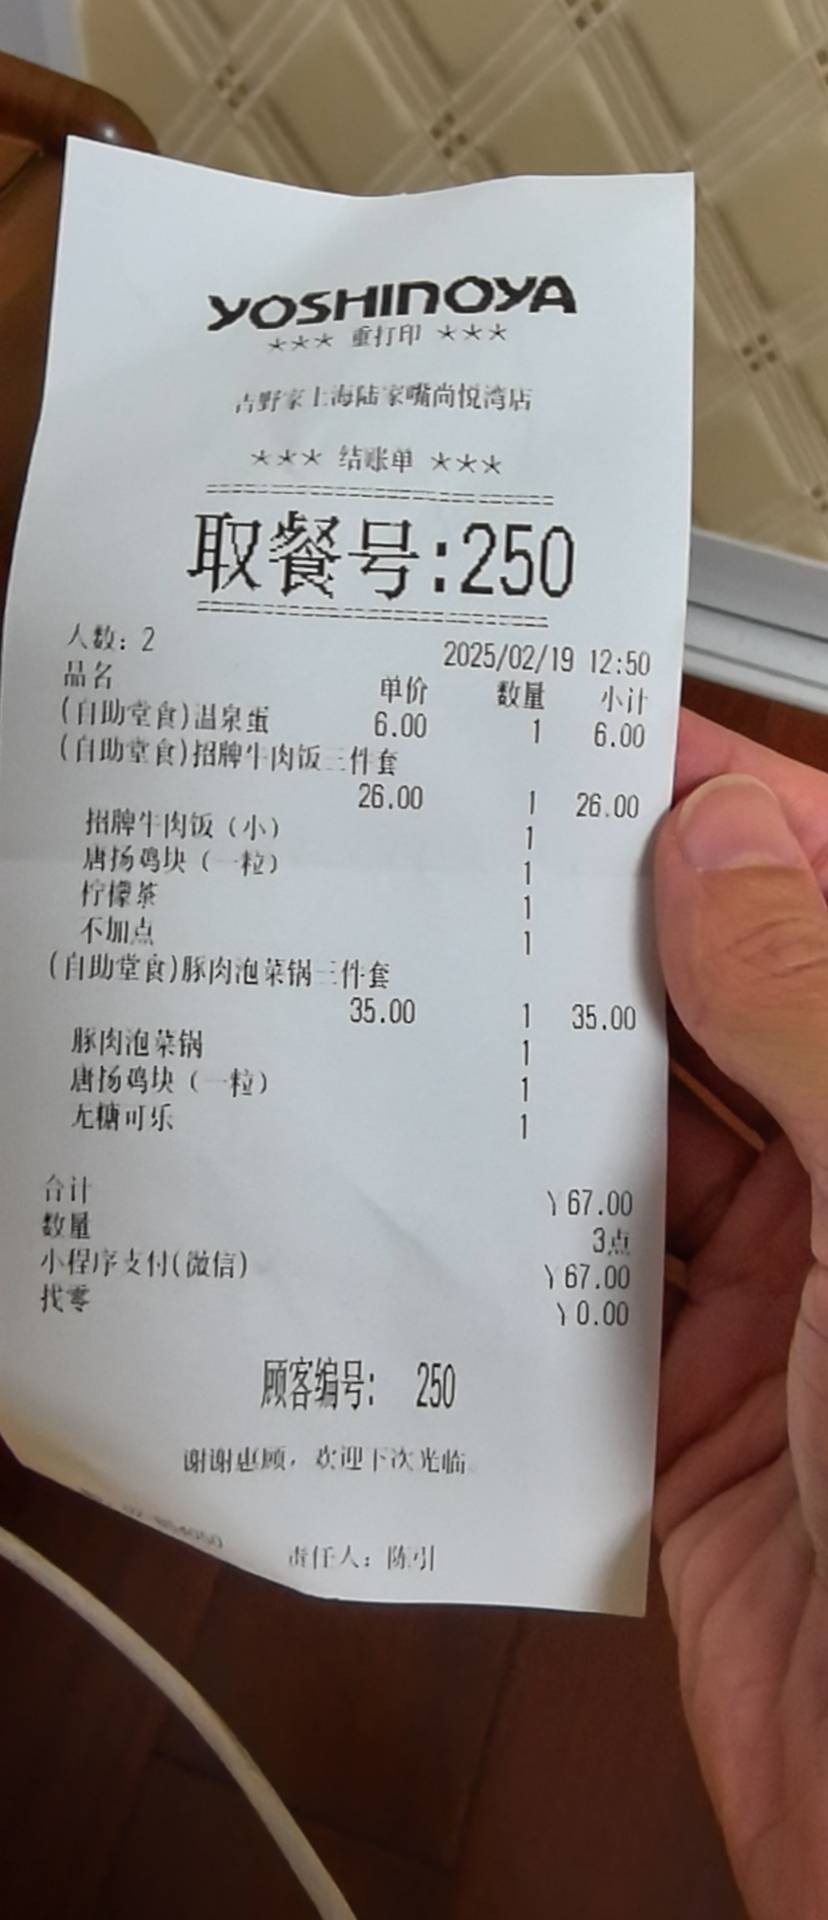 YOSHINOYA
*** 重打印 ***
吉野家上海陆家嘴尚悦湾店
*** 结账单 ***
取餐号:250
人数: 2 2025/02/19 12:50
品名 单价 数量 小计
(自助堂食)温泉蛋 6.00 1 6.00
(自助堂食)招牌牛肉饭三件套
26.00 1 26.00
招牌牛肉饭（小） 1
唐扬鸡块（一粒） 1
柠檬茶 1
不加点 1
(自助堂食)豚肉泡菜锅三件套
35.00 1 35.00
豚肉泡菜锅 1
唐扬鸡块（一粒） 1
无糖可乐 1
合计 ¥67.00
数量 3点
小程序支付(微信) ¥67.00
找零 ¥0.00
顾客编号: 250
谢谢惠顾，欢迎下次光临
责任人: 陈引